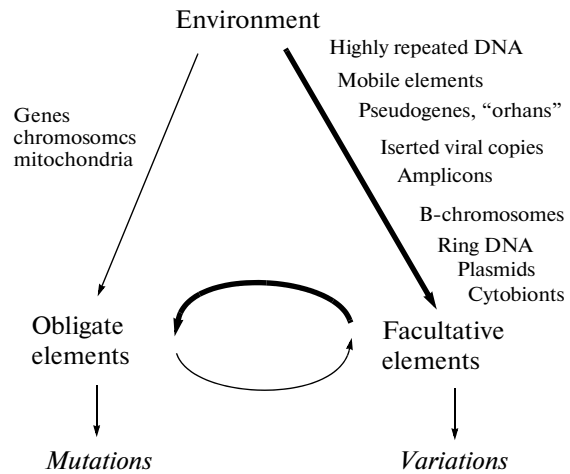 Environment
Highly repeated DNA
Mobile elements
Pseudogenes, “orhans”
Genes
chromosomcs
mitochondria
Iserted viral copies
Amplicons
B-chromosomes
Ring DNA
Plasmids
Cytobionts
Obligate
elements
Facultative
elements
Mutations
Variations